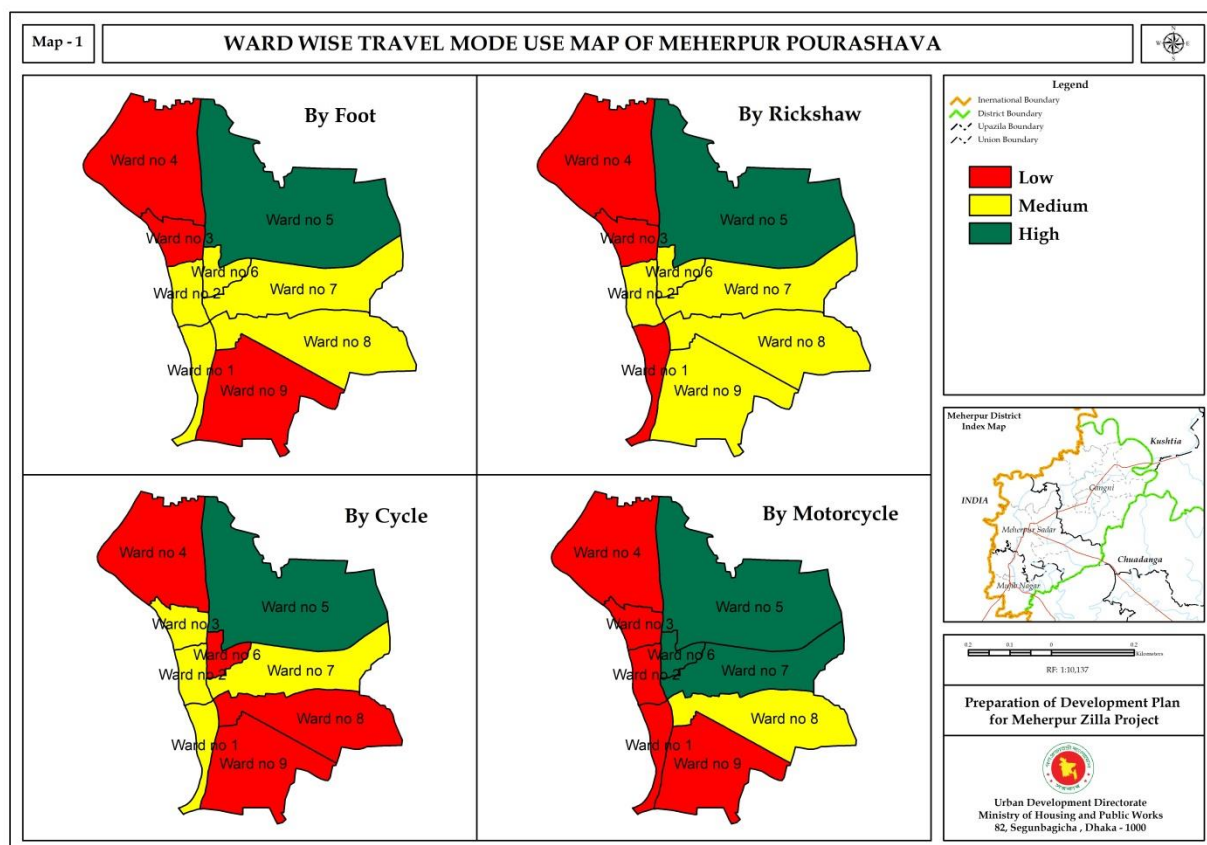 Map - 1
WARD WISE TRAVEL MODE USE MAP OF MEHERPUR POURASHAVA
N
W
E
S
By Foot
Ward no 4
Ward no 5
Ward no 3
Ward no 6
Ward no 2
Ward no 7
Ward no 8
Ward no 1
Ward no 9
By Rickshaw
Ward no 4
Ward no 5
Ward no 3
Ward no 6
Ward no 2
Ward no 7
Ward no 8
Ward no 1
Ward no 9
By Cycle
Ward no 4
Ward no 5
Ward no 3
Ward no 6
Ward no 2
Ward no 7
Ward no 8
Ward no 1
Ward no 9
By Motorcycle
Ward no 4
Ward no 5
Ward no 3
Ward no 6
Ward no 2
Ward no 7
Ward no 8
Ward no 1
Ward no 9
Legend
Inernational Boundary
District Boundary
Upazila Boundary
Union Boundary
Low
Medium
High
Meherpur District
Index Map
Kushtia
INDIA
Gangni
Meherpur Sadar
Chuadanga
Mujib Nagar
0.2 0.1 0 0.2
Kilometers
RF: 1:10,137
Preparation of Development Plan
for Meherpur Zilla Project
Urban Development Directorate
Ministry of Housing and Public Works
82, Segunbagicha , Dhaka - 1000